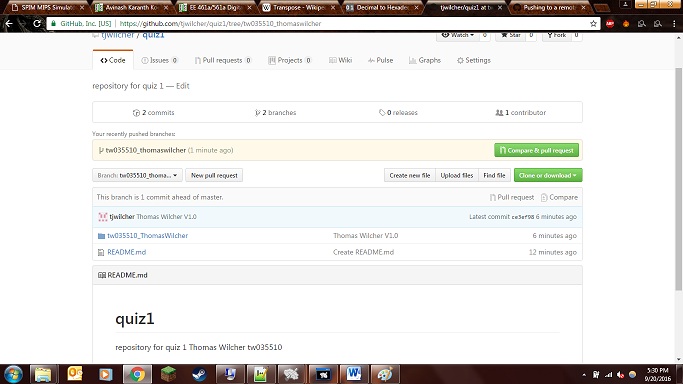 SPIM MIPS Simulat
Avinash Karanth Ko
EE 461a/561a Digit
Transpose - Wikipe
Decimal to Hexade
tjwilcher/quiz1 at t
Pushing to a remot
GitHub, Inc. [US] https://github.com/tjwilcher/quiz1/tree/tw035510_thomaswilcher
tjwilcher / quiz1
Watch 0 Star 0 Fork 0
Code Issues 0 Pull requests 0 Projects 0 Wiki Pulse Graphs Settings
repository for quiz 1 — Edit
2 commits 2 branches 0 releases 1 contributor
Your recently pushed branches:
tw035510_thomaswilcher (1 minute ago) Compare & pull request
Branch: tw035510_thoma... New pull request Create new file Upload files Find file Clone or download
This branch is 1 commit ahead of master. Pull request Compare
tjwilcher Thomas Wilcher V1.0 Latest commit ce3ef98 6 minutes ago
tw035510_ThomasWilcher Thomas Wilcher V1.0 6 minutes ago
README.md Create README.md 12 minutes ago
README.md
quiz1
repository for quiz 1 Thomas Wilcher tw035510
5:30 PM
9/20/2016